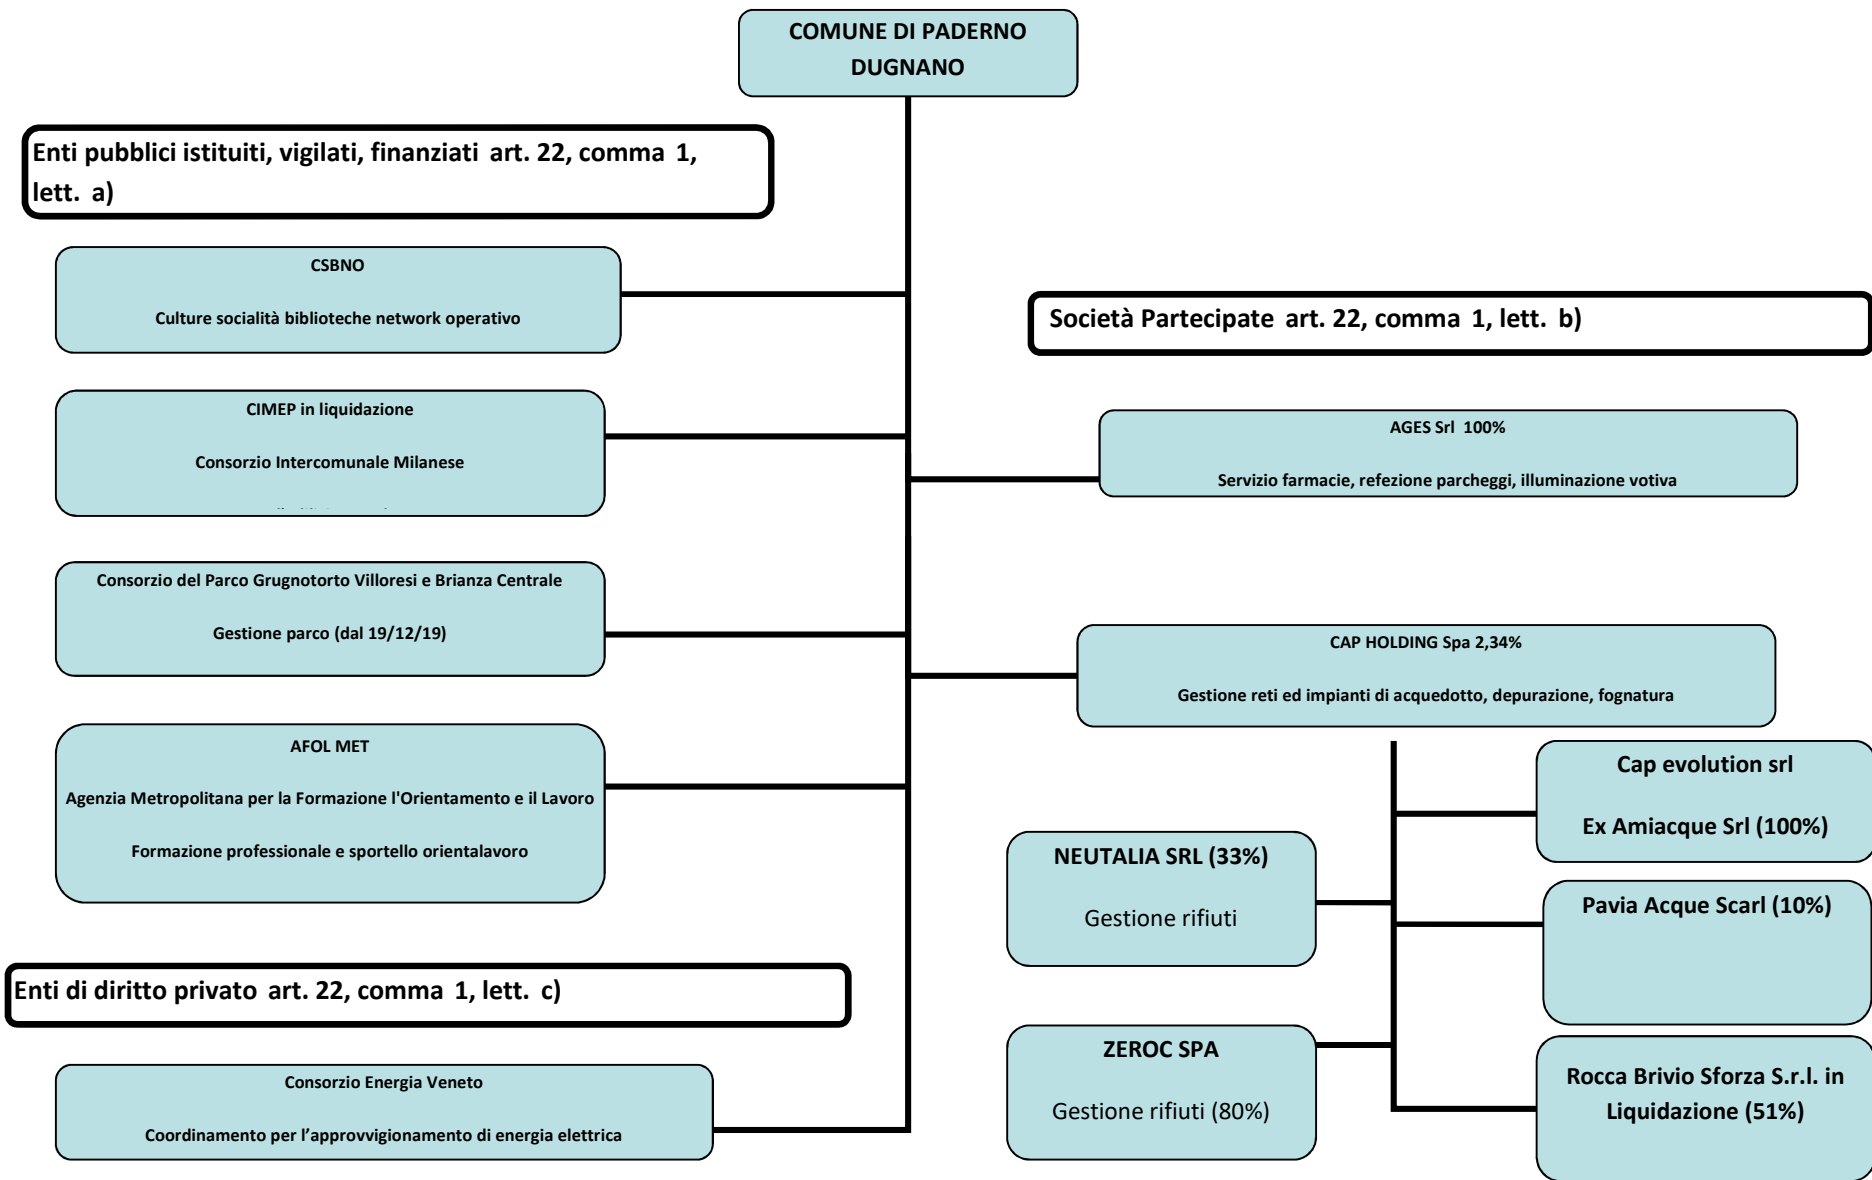 COMUNE DI PADERNO
DUGNANO
Enti pubblici istituiti, vigilati, finanziati art. 22, comma 1,
lett. a)
CSBNO
Culture socialità biblioteche network operativo
CIMEP in liquidazione
Consorzio Intercomunale Milanese
Consorzio del Parco Grugnotorto Villoresi e Brianza Centrale
Gestione parco (dal 19/12/19)
AFOL MET
Agenzia Metropolitana per la Formazione l'Orientamento e il Lavoro
Formazione professionale e sportello orientalavoro
Enti di diritto privato art. 22, comma 1, lett. c)
Consorzio Energia Veneto
Coordinamento per l’approvvigionamento di energia elettrica
Società Partecipate art. 22, comma 1, lett. b)
AGES Srl 100%
Servizio farmacie, refezione parcheggi, illuminazione votiva
CAP HOLDING Spa 2,34%
Gestione reti ed impianti di acquedotto, depurazione, fognatura
NEUTALIA SRL (33%)
Gestione rifiuti
ZEROC SPA
Gestione rifiuti (80%)
Cap evolution srl
Ex Amiacque Srl (100%)
Pavia Acque Scarl (10%)
Rocca Brivio Sforza S.r.l. in
Liquidazione (51%)